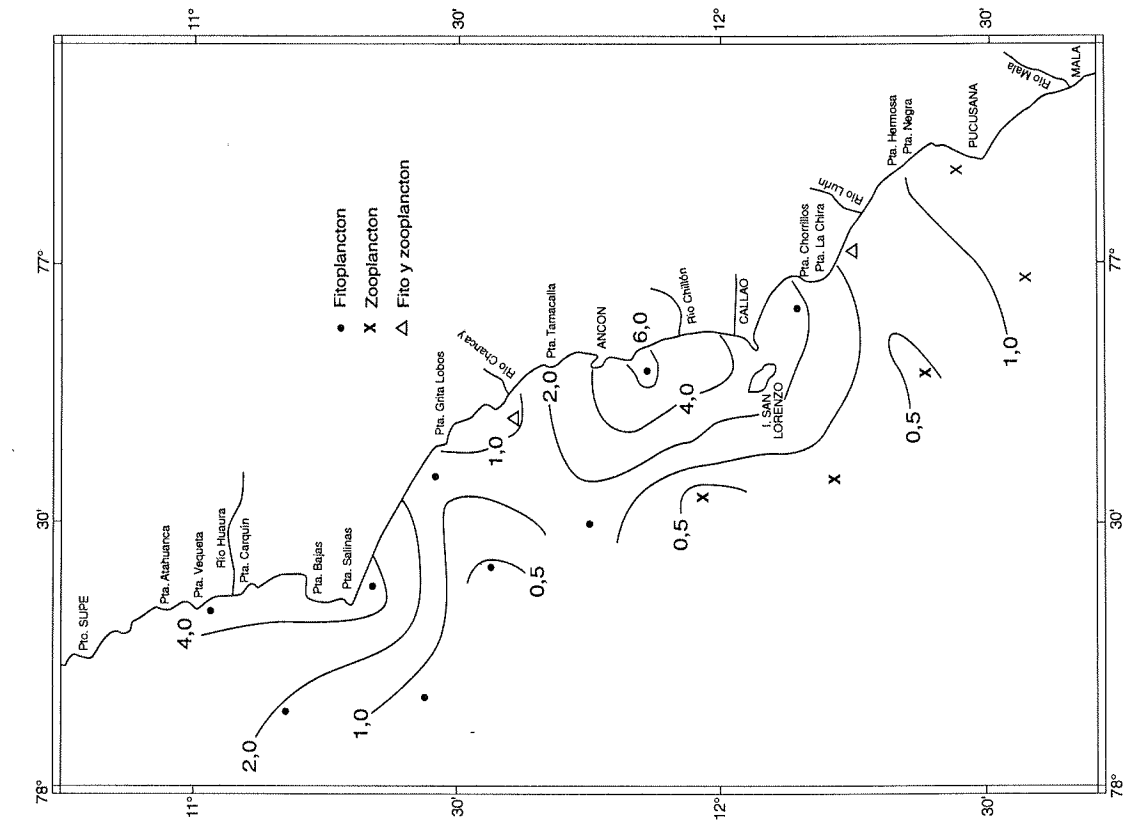 78°
30'
77°
11°
11°
Pto. SUPE
Pta. Atahuanca
Pta. Vequeta
Río Huaura
Pta. Carquín
Pta. Bajas
Pta. Salinas
4,0
2,0
1,0
0,5
Pta. Grita Lobos
1,0
Río Chancay
30'
30'
● Fitoplancton
X Zooplancton
△ Fito y zooplancton
Pta. Tamacalla
2,0
ANCON
6,0
Río Chillón
4,0
CALLAO
I. SAN
LORENZO
0,5
12°
12°
Pta. Chorrillos
Pta. La Chira
Río Lurín
0,5
Pta. Hermosa
Pta. Negra
PUCUSANA
1,0
30'
30'
Río Mala
MALA
78°
30'
77°